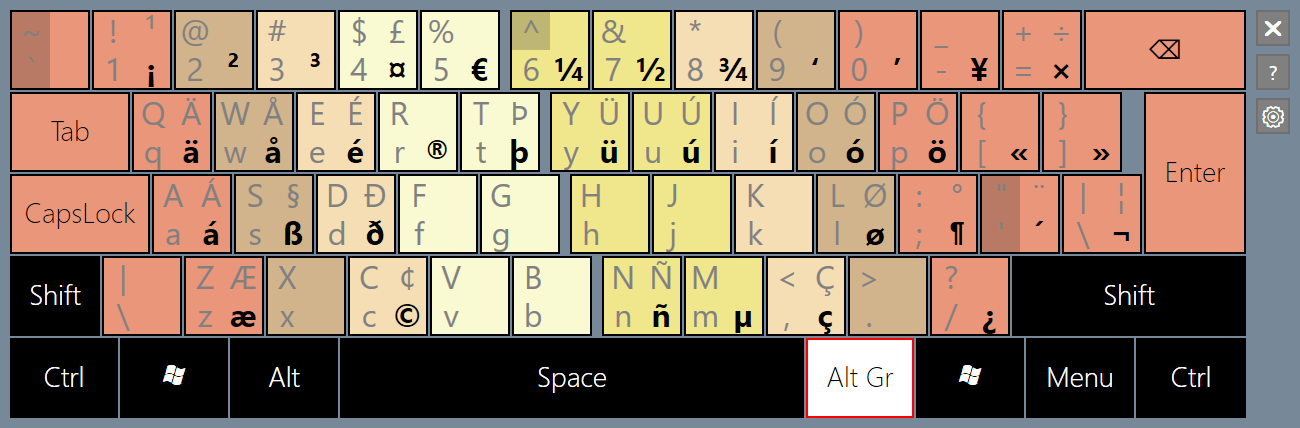 ~ ` ! ¹ 1 ¡ @ 2 ² # 3 ³ $ £ 4 ¤ % 5 € ^ 6 ¼ & 7 ½ * 8 ¾ ( 9 ‘ ) 0 ’ _ - ¥ + ÷ = × ⌫ ×
?
Tab Q Ä q ä W Å w å E É e é R r ® T Þ t þ Y Ü y ü U Ú u ú I Í i í O Ó o ó P Ö p ö { [ « } ] » Enter
CapsLock A Á a á S § s ß D Ð d ð F f G g H h J j K k L Ø l ø : ° ; ¶ " ¨ ' ´ | ¦ \ ¬
Shift | \ Z Æ z æ X x C ¢ c © V v B b N Ñ n ñ M m µ < Ç , ç > . ? / ¿ Shift
Ctrl Alt Space Alt Gr Menu Ctrl